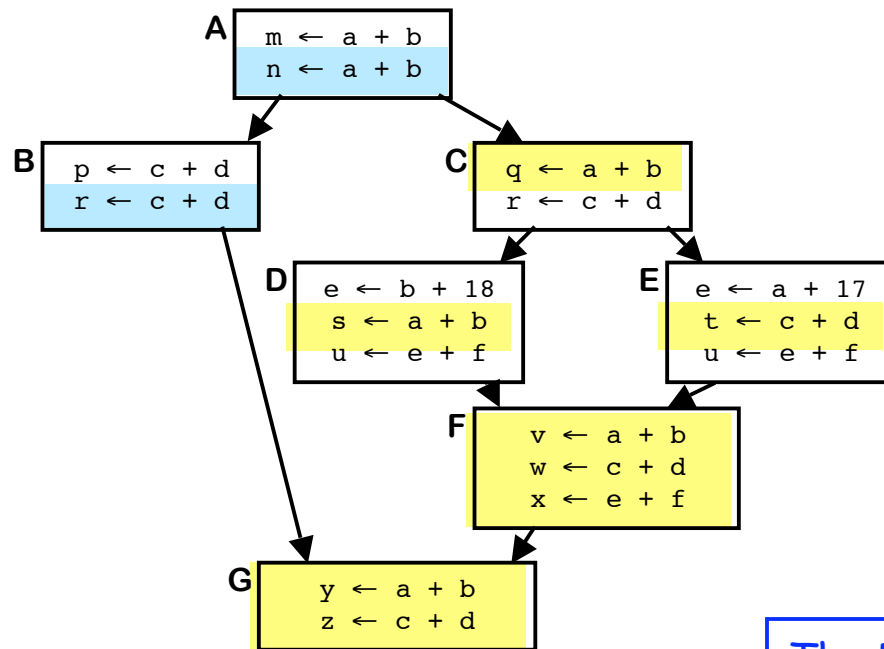 A
m ← a + b
n ← a + b
B
p ← c + d
r ← c + d
C
q ← a + b
r ← c + d
D
e ← b + 18
s ← a + b
u ← e + f
E
e ← a + 17
t ← c + d
u ← e + f
F
v ← a + b
w ← c + d
x ← e + f
G
y ← a + b
z ← c + d